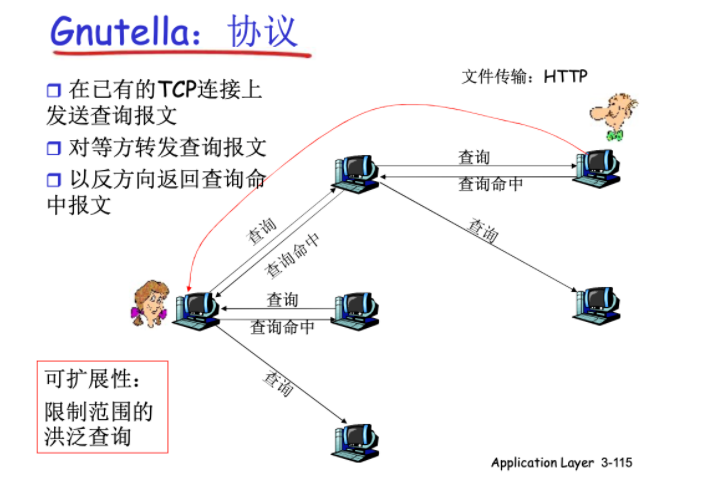 Gnutella：协议
❒ 在已有的TCP连接上
发送查询报文
❒ 对等方转发查询报文
❒ 以反方向返回查询命
中报文
文件传输：HTTP
查询
查询命中
查询
查询命中
查询
查询
查询命中
查询
可扩展性：
限制范围的
洪泛查询
Application Layer 3-115